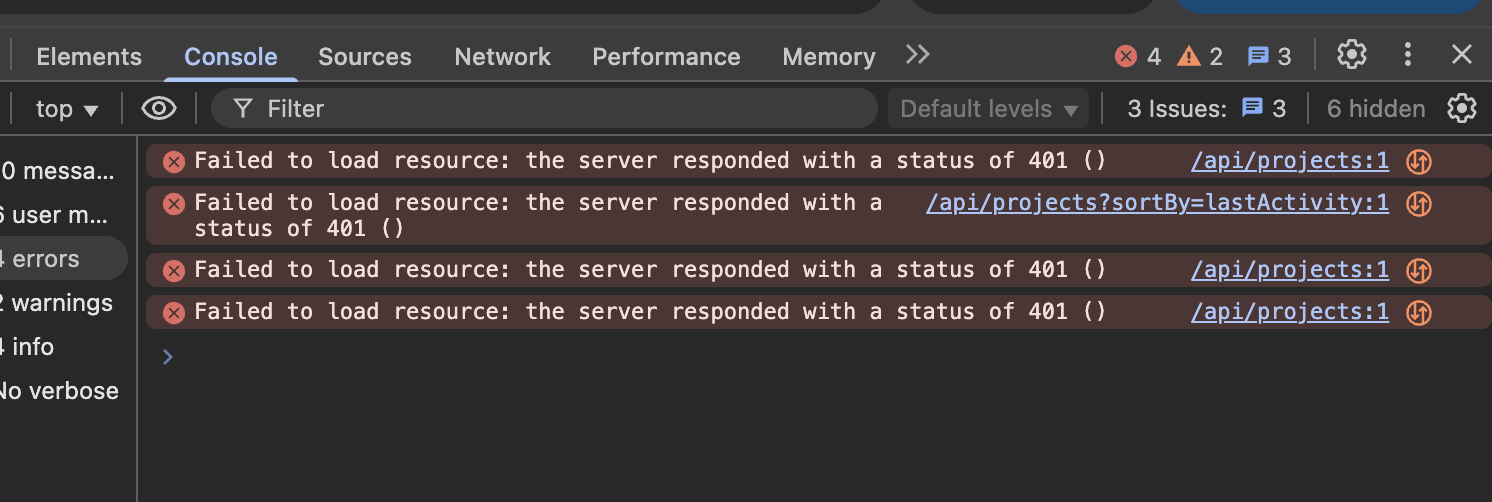 Elements Console Sources Network Performance Memory 4 2 3
top Filter Default levels 3 Issues: 3 6 hidden
0 messa...
6 user m...
4 errors
2 warnings
4 info
No verbose
Failed to load resource: the server responded with a status of 401 () /api/projects:1
Failed to load resource: the server responded with a /api/projects?sortBy=lastActivity:1
status of 401 ()
Failed to load resource: the server responded with a status of 401 () /api/projects:1
Failed to load resource: the server responded with a status of 401 () /api/projects:1